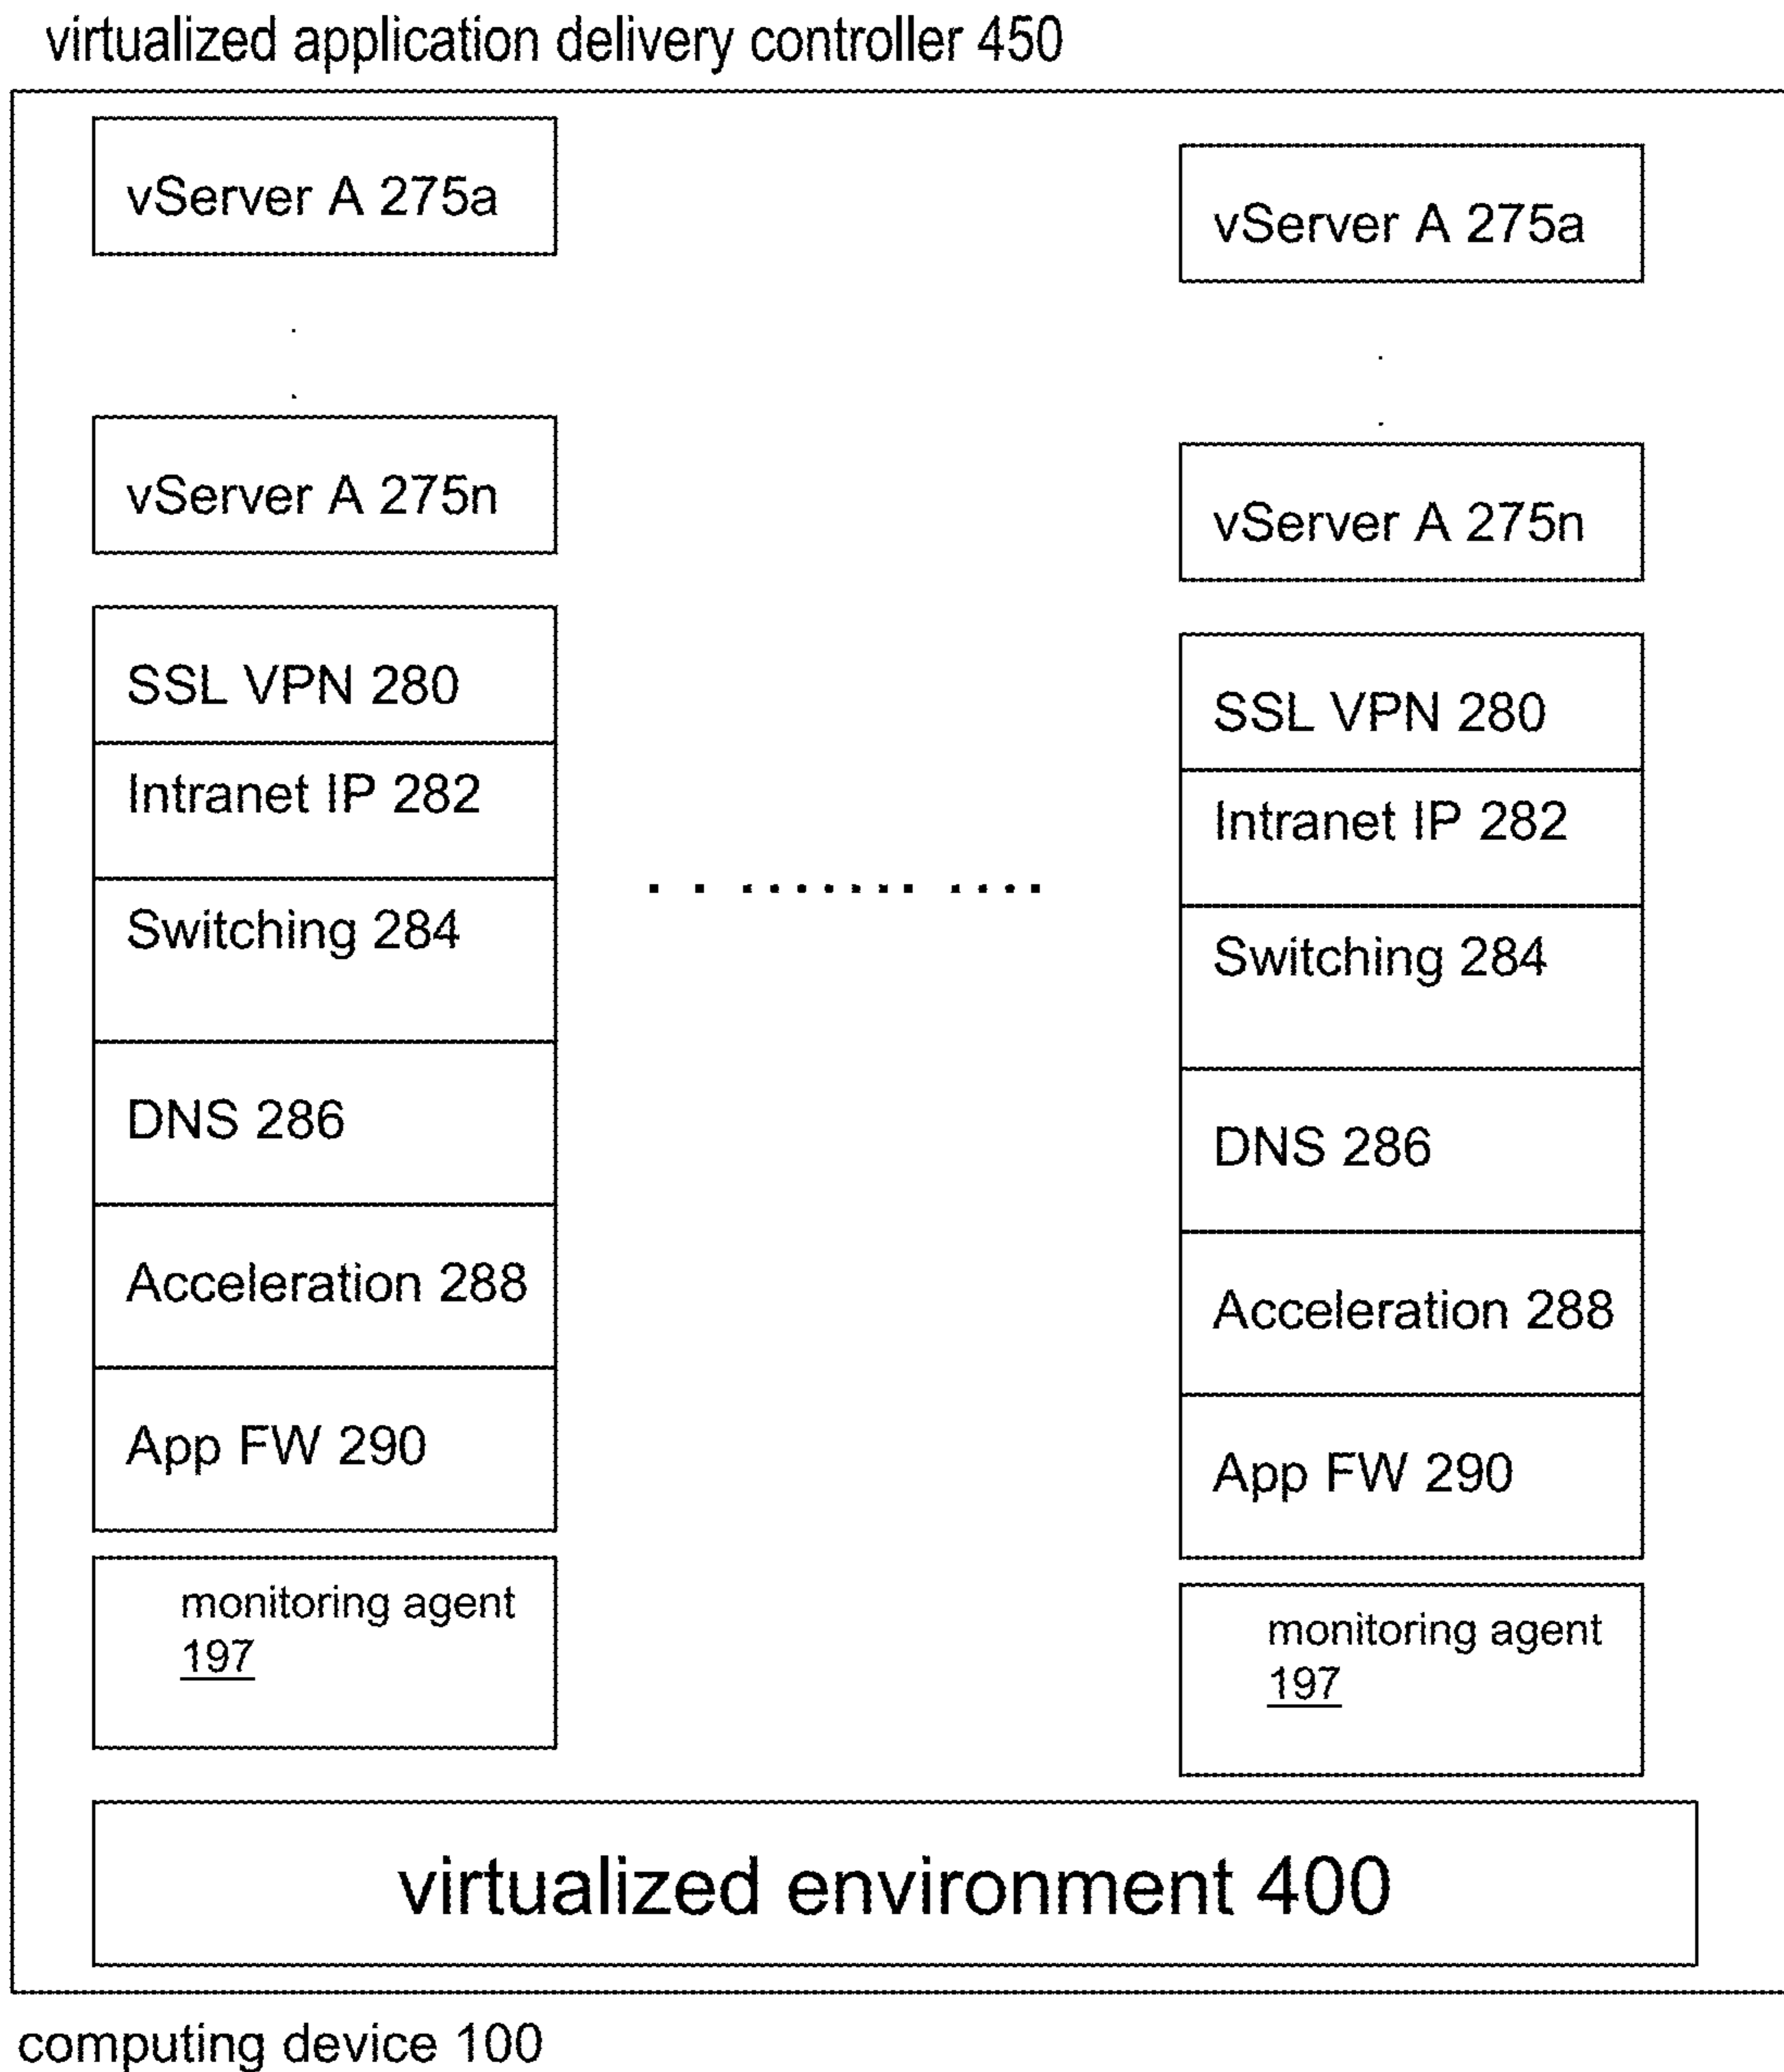 virtualized application delivery controller 450
vServer A 275a
vServer A 275n
SSL VPN 280
Intranet IP 282
Switching 284
DNS 286
Acceleration 288
App FW 290
monitoring agent
197
vServer A 275a
vServer A 275n
SSL VPN 280
Intranet IP 282
Switching 284
DNS 286
Acceleration 288
App FW 290
monitoring agent
197
virtualized environment 400
computing device 100